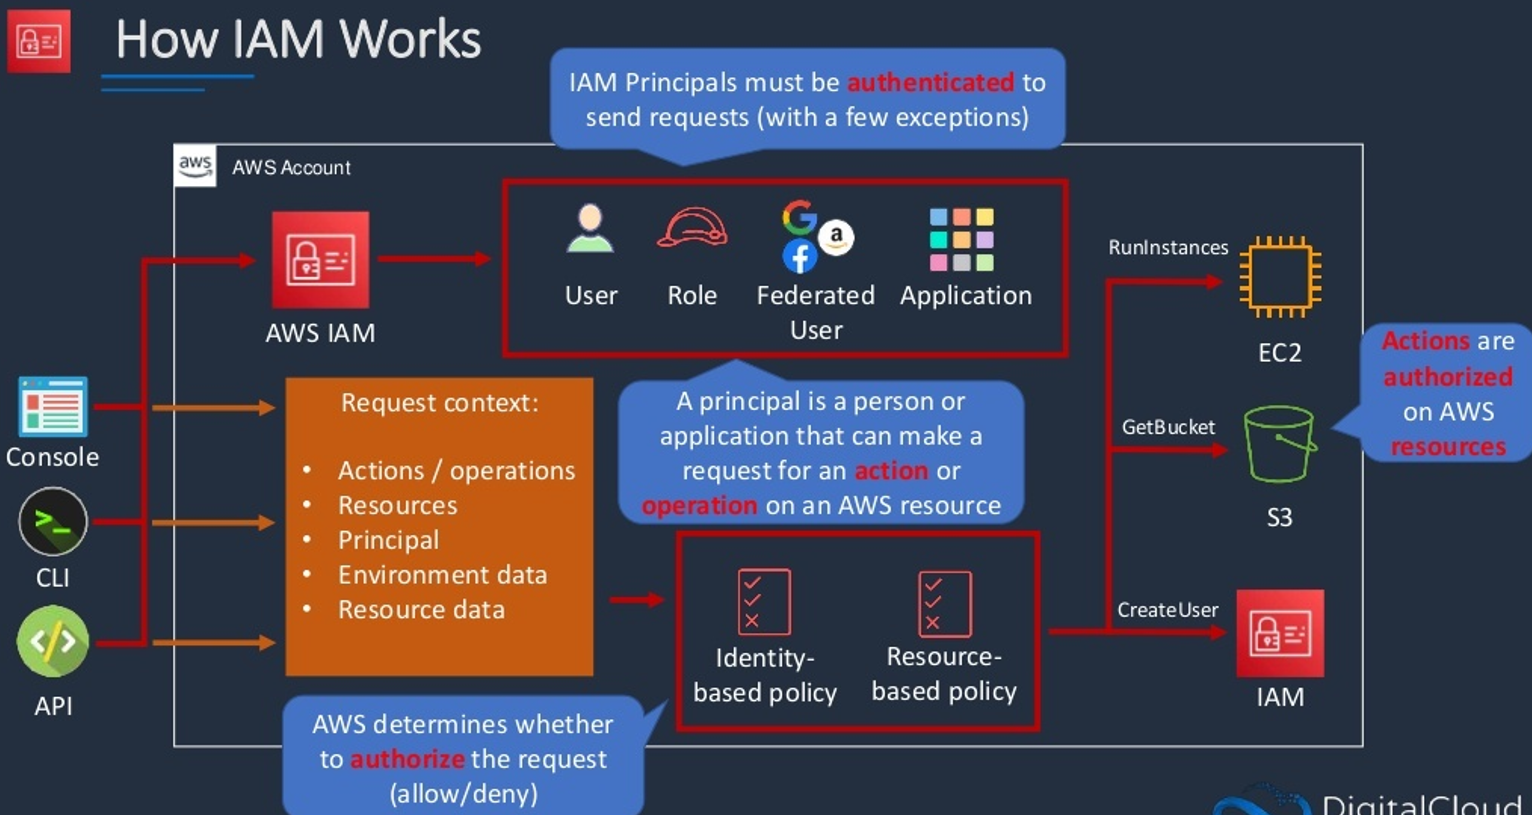 How IAM Works
IAM Principals must be authenticated to
send requests (with a few exceptions)
aws
AWS Account
AWS IAM
User
Role
Federated
User
a
Application
Console
CLI
API
Request context:
• Actions / operations
• Resources
• Principal
• Environment data
• Resource data
A principal is a person or
application that can make a
request for an action or
operation on an AWS resource
Identity-
based policy
Resource-
based policy
AWS determines whether
to authorize the request
(allow/deny)
RunInstances
EC2
GetBucket
S3
CreateUser
IAM
Actions are
authorized
on AWS
resources
DigitalCloud